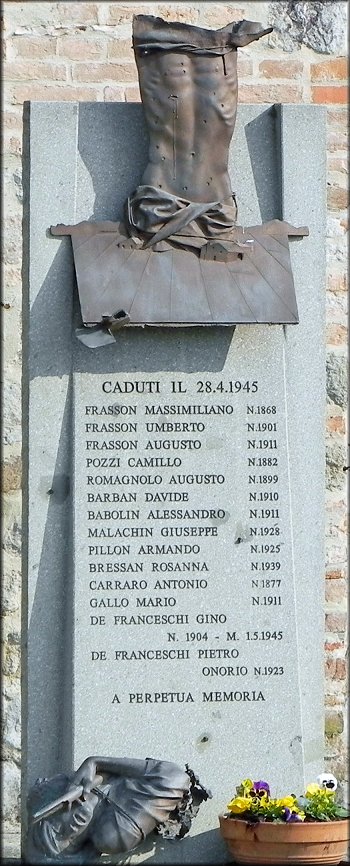 CADUTI IL 28.4.1945
FRASSON MASSIMILIANO N.1868
FRASSON UMBERTO N.1901
FRASSON AUGUSTO N.1911
POZZI CAMILLO N.1882
ROMAGNOLO AUGUSTO N.1899
BARBAN DAVIDE N.1910
BABOLIN ALESSANDRO N.1911
MALACHIN GIUSEPPE N.1928
PILLON ARMANDO N.1925
BRESSAN ROSANNA N.1939
CARRARO ANTONIO N.1877
GALLO MARIO N.1911
DE FRANCESCHI GINO
N. 1904 - M. 1.5.1945
DE FRANCESCHI PIETRO
ONORIO N.1923
A PERPETUA MEMORIA